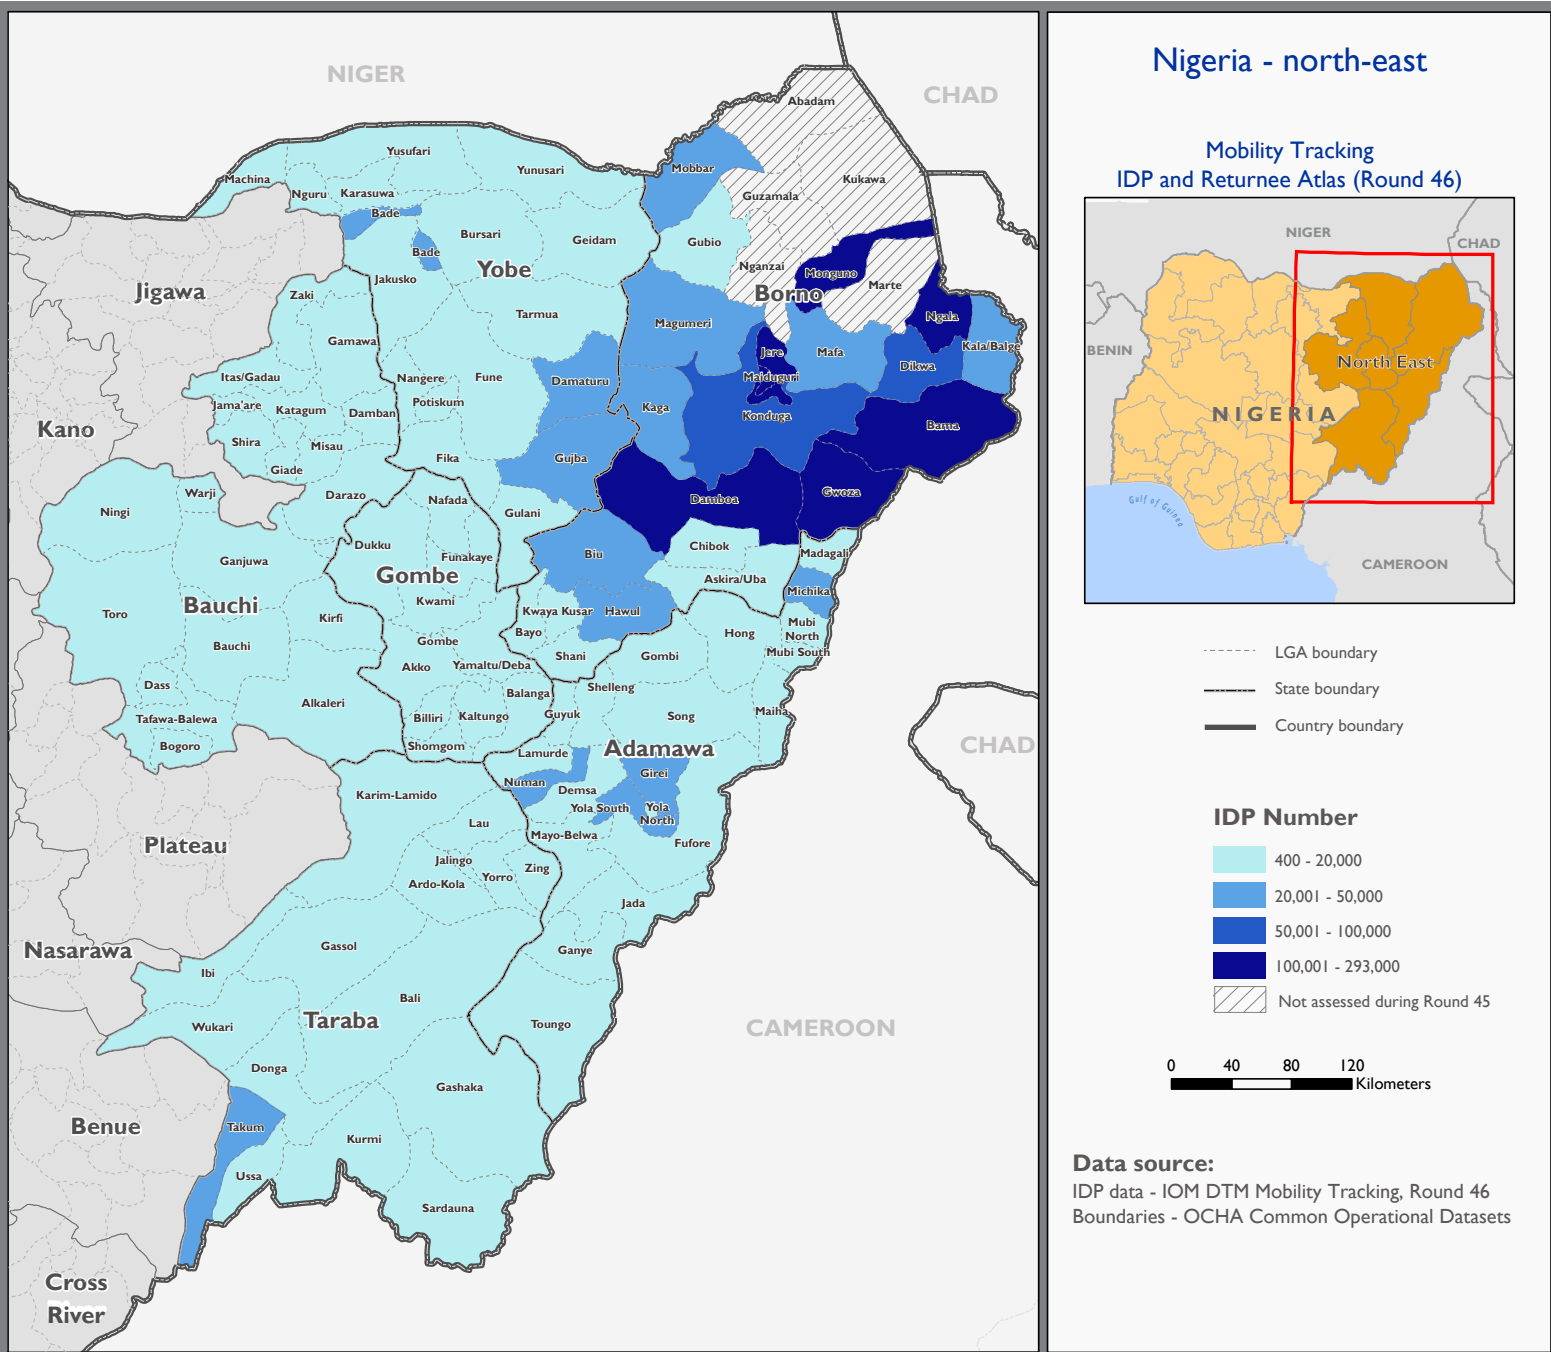 NIGER
CHAD
Abadam
Yusufari
Yunusari
Mobbar
Machina
Nguru
Karasuwa
Kukawa
Guzamala
Bade
Bursari
Geidam
Gubio
Bade
Yobe
Nganzai
Monguno
Jakusko
Marte
Jigawa
Zaki
Borno
Tarmua
Ngala
Magumeri
Gamawa
Kala/Balge
Jere
Mafa
Dikwa
Itas/Gadau
Nangere
Fune
Damaturu
Maiduguri
Jama'are
Katagum
Damban
Potiskum
Kaga
Konduga
Bama
Kano
Shira
Misau
Fika
Gujba
Giade
Warji
Darazo
Nafada
Damboa
Gwoza
Ningi
Gulani
Dukku
Funakaye
Biu
Chibok
Madagali
Ganjuwa
Gombe
Askira/Uba
Michika
Bauchi
Toro
Kwami
Kwaya Kusar
Hawul
Kirfi
Bayo
Mubi
North
Bauchi
Gombe
Hong
Akko
Yamaltu/Deba
Shani
Gombi
Mubi South
Dass
Balanga
Shelleng
Tafawa-Balewa
Alkaleri
Billiri
Kaltungo
Guyuk
Song
Maiha
Bogoro
Shomgom
Lamurde
Adamawa
CHAD
Numan
Girei
Karim-Lamido
Demsa
Yola South
Yola
North
Lau
Mayo-Belwa
Fufore
Plateau
Jalingo
Zing
Yorro
Ardo-Kola
Jada
Nasarawa
Gassol
Ganye
Ibi
Bali
Taraba
Wukari
Toungo
CAMEROON
Donga
Gashaka
Benue
Takum
Kurmi
Ussa
Sardauna
Cross
River
Nigeria - north-east
Mobility Tracking
IDP and Returnee Atlas (Round 46)
NIGER
CHAD
BENIN
North East
NIGERIA
Gulf of Guinea
CAMEROON
LGA boundary
State boundary
Country boundary
IDP Number
400 - 20,000
20,001 - 50,000
50,001 - 100,000
100,001 - 293,000
Not assessed during Round 45
0 40 80 120
Kilometers
Data source:
IDP data - IOM DTM Mobility Tracking, Round 46
Boundaries - OCHA Common Operational Datasets